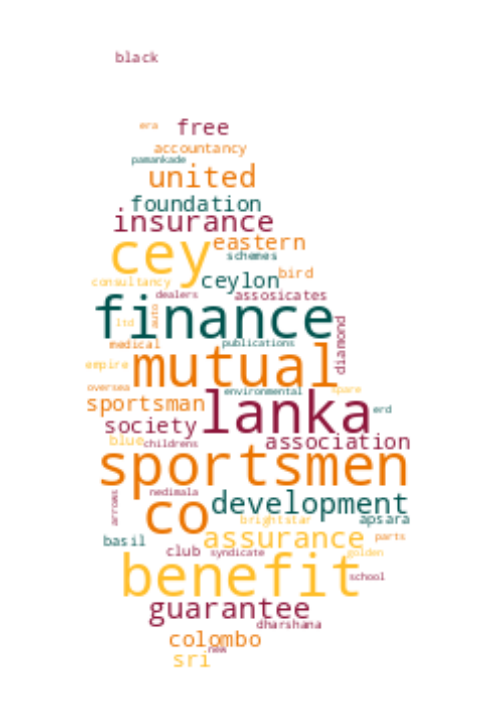 black
era free
accountancy
pamankade
united
foundation
insurance
cey eastern
schemes
ceylon bird
consultancy
dealers assosicates
finance
ltd auto
medical publications diamond
mutual
empire
oversea environmental spare
sportsman lanka erd
society
blue childrens association
sportsmen
arrows nedimala development
co brightstar apsara
basil assurance parts
club syndicate golden
benefit school
guarantee
dharshana
colombo
new
sri